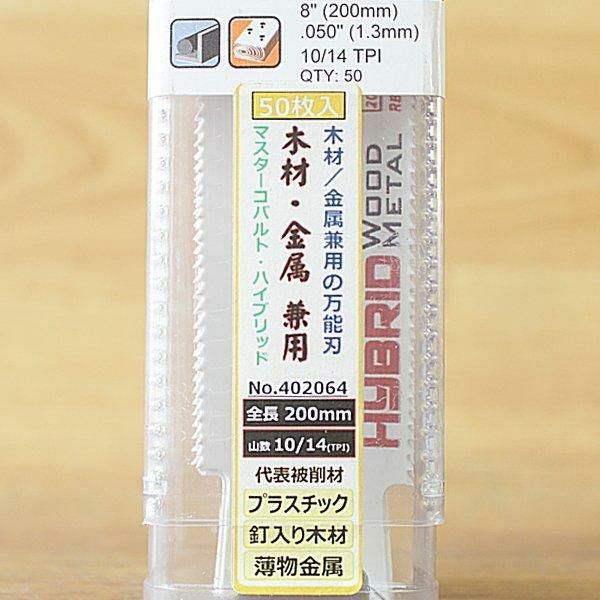 8" (200mm)
.050" (1.3mm)
10/14 TPI
QTY: 50
50枚入
木材/金属兼用の万能刃
木材・金属 兼用
マスターコバルト・ハイブリッド
No.402064
全長 200mm
山数 10/14(TPI)
代表被削材
プラスチック
釘入り木材
薄物金属
HYBRID WOOD
METAL